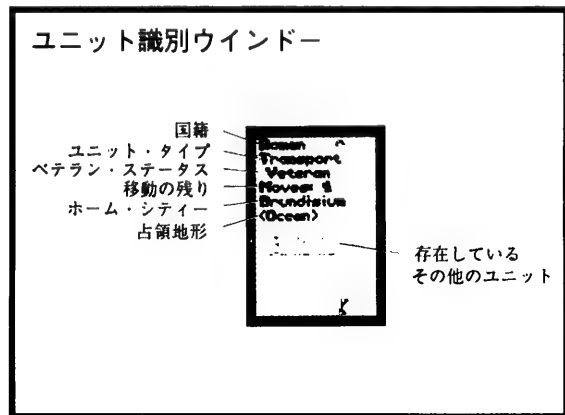 ユニット識別ウインドー
国籍
ユニット・タイプ
ベテラン・ステータス
移動の残り
ホーム・シティー
占領地形
Roman
Transport
Veteran
Moves:
Brundisium
(Ocean)
存在している
その他のユニット